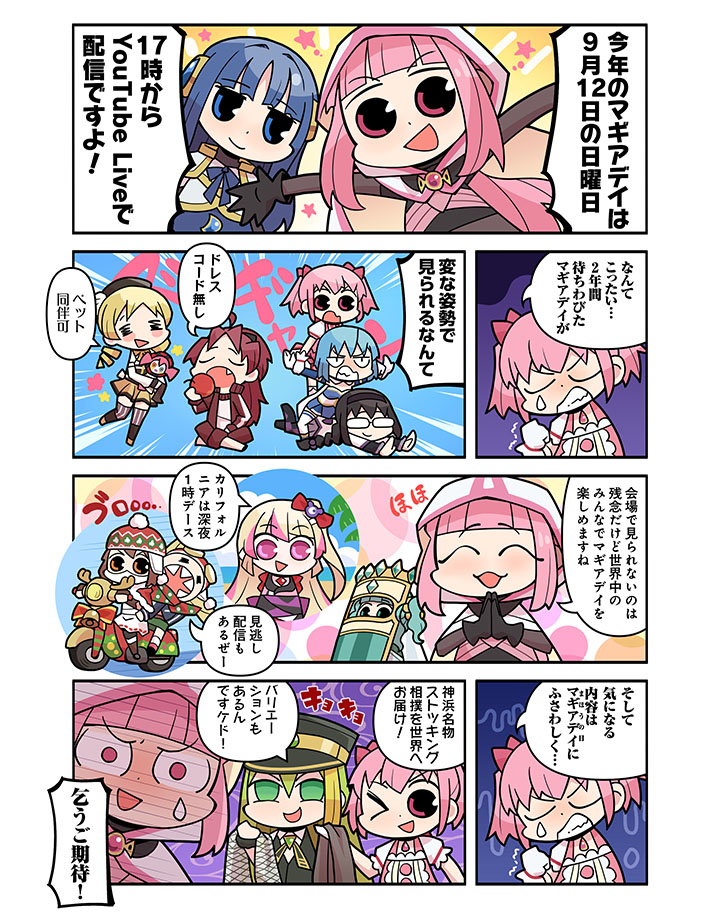 今年のマギアデイは
9月12日の日曜日
17時から
YouTube Liveで
配信ですよ！
なんて
こったい…
2年間
待ちわびた
マギアデイが
変な姿勢で
見られるなんて
ドレス
コード無し
ペット
同伴可
会場で見られないのは
残念だけど世界中の
みんなでマギアデイを
楽しめますね
ほほ
カリフォル
ニアは深夜
1時デース
見逃し
配信も
あるぜー
ブロロ…
そして
気になる
内容は
マギアデイに
まほうの日
ふさわしく…
神浜名物
ストッキング
相撲を世界へ
お届け！
キョキョ
バリエー
ションも
あるん
ですケド！
乞うご期待！